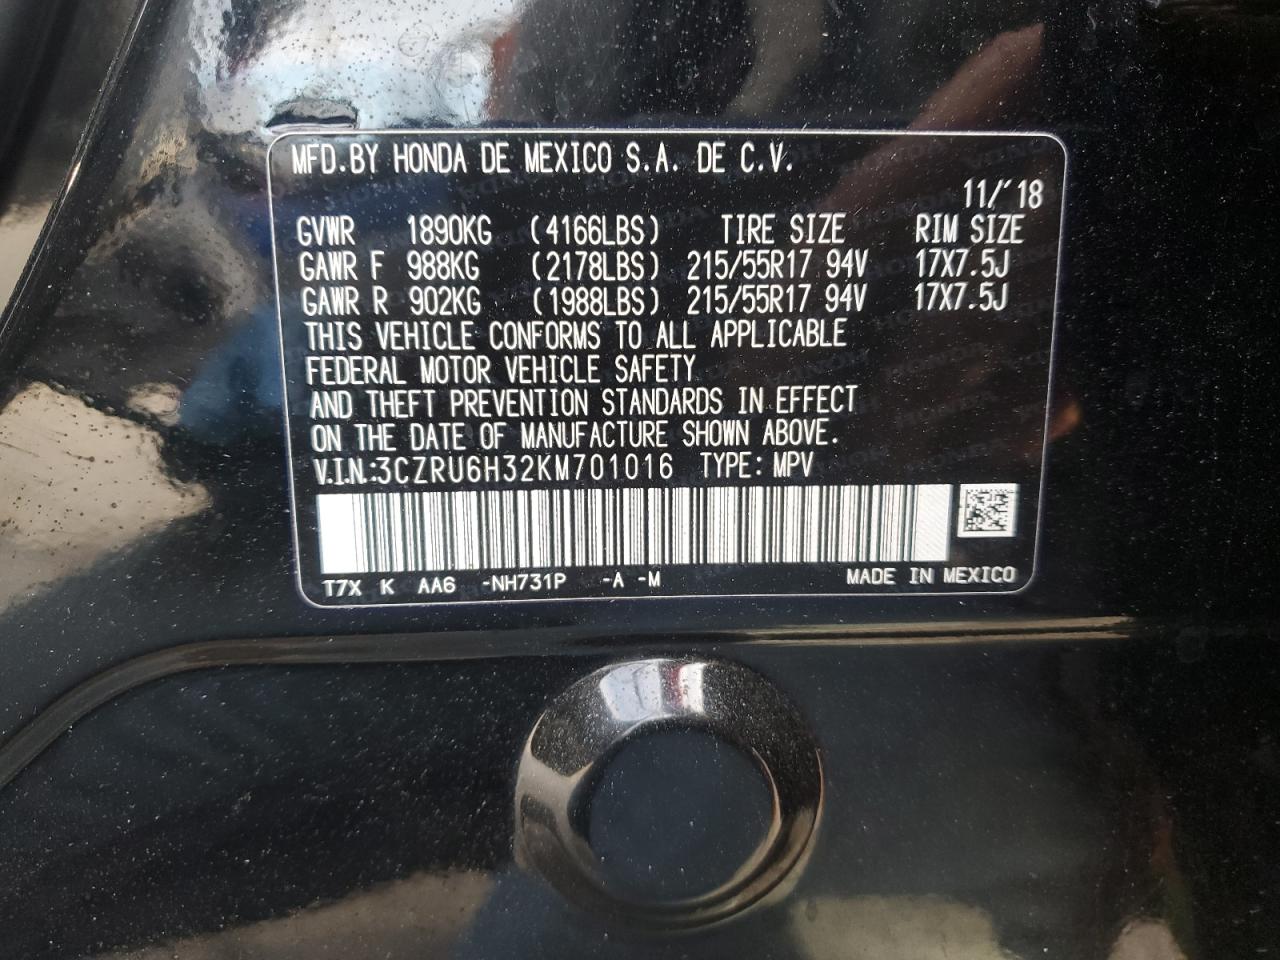 MFD.BY HONDA DE MEXICO S.A. DE C.V.
11/'18
GVWR 1890KG (4166LBS) TIRE SIZE RIM SIZE
GAWR F 988KG (2178LBS) 215/55R17 94V 17X7.5J
GAWR R 902KG (1988LBS) 215/55R17 94V 17X7.5J
THIS VEHICLE CONFORMS TO ALL APPLICABLE
FEDERAL MOTOR VEHICLE SAFETY
AND THEFT PREVENTION STANDARDS IN EFFECT
ON THE DATE OF MANUFACTURE SHOWN ABOVE.
V.I.N.:3CZRU6H32KM701016 TYPE: MPV
T7X K AA6 -NH731P -A -M MADE IN MEXICO